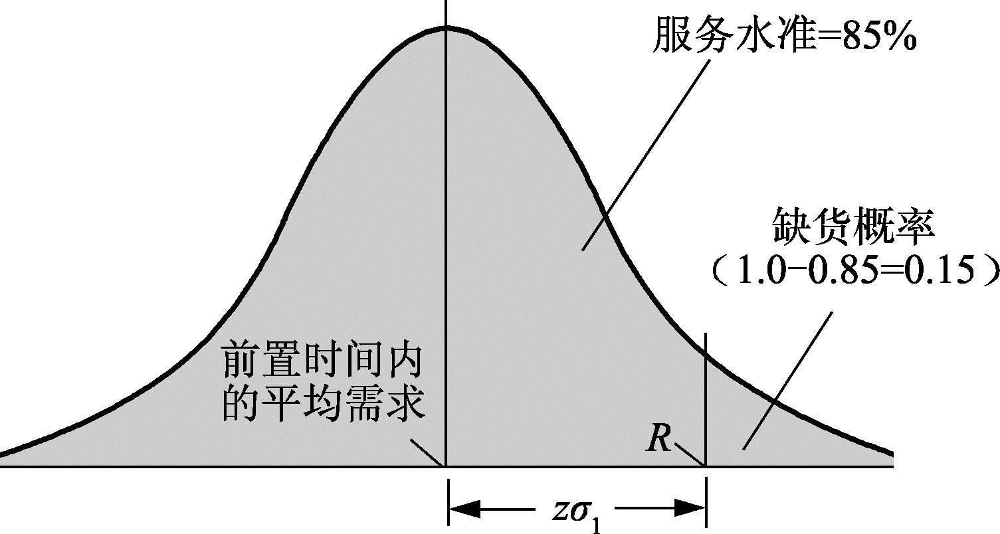 服务水准=85%
缺货概率
（1.0-0.85=0.15）
前置时间内
的平均需求
R
zσ₁